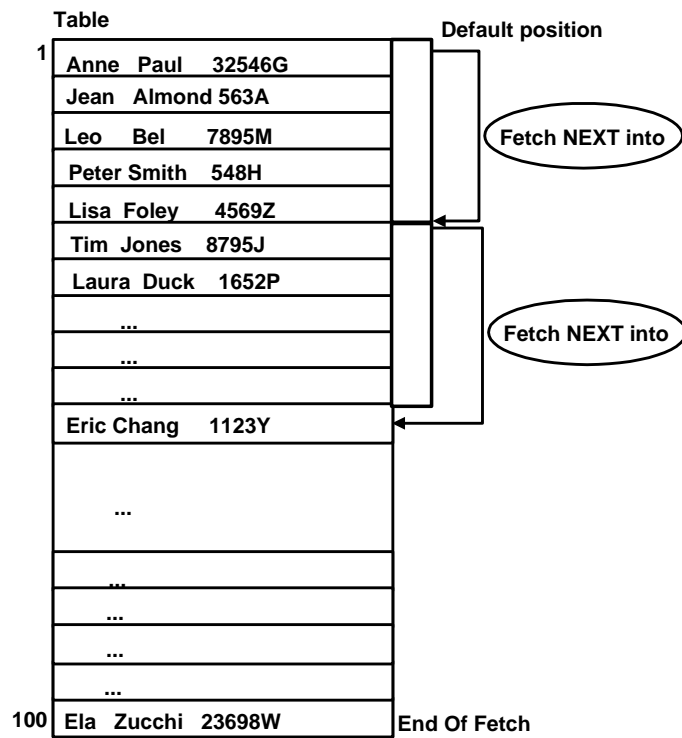 Table
Default position
1
Anne Paul 32546G
Jean Almond 563A
Leo Bel 7895M
Fetch NEXT into
Peter Smith 548H
Lisa Foley 4569Z
Tim Jones 8795J
Laura Duck 1652P
...
Fetch NEXT into
...
...
Eric Chang 1123Y
...
...
...
...
...
100 Ela Zucchi 23698W End Of Fetch